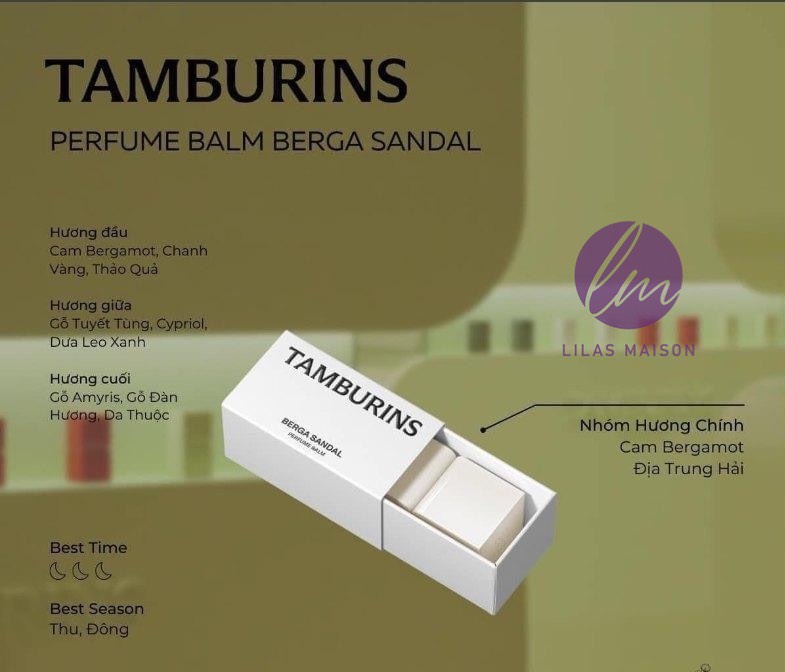 TAMBURINS
PERFUME BALM BERGA SANDAL
Hương đầu
Cam Bergamot, Chanh
Vàng, Thảo Quả
Hương giữa
Gỗ Tuyết Tùng, Cypriol,
Dưa Leo Xanh
Hương cuối
Gỗ Amyris, Gỗ Đàn
Hương, Da Thuộc
lm
LILAS MAISON
TAMBURINS
BERGA SANDAL
PERFUME BALM
Nhóm Hương Chính
Cam Bergamot
Địa Trung Hải
Best Time
Best Season
Thu, Đông